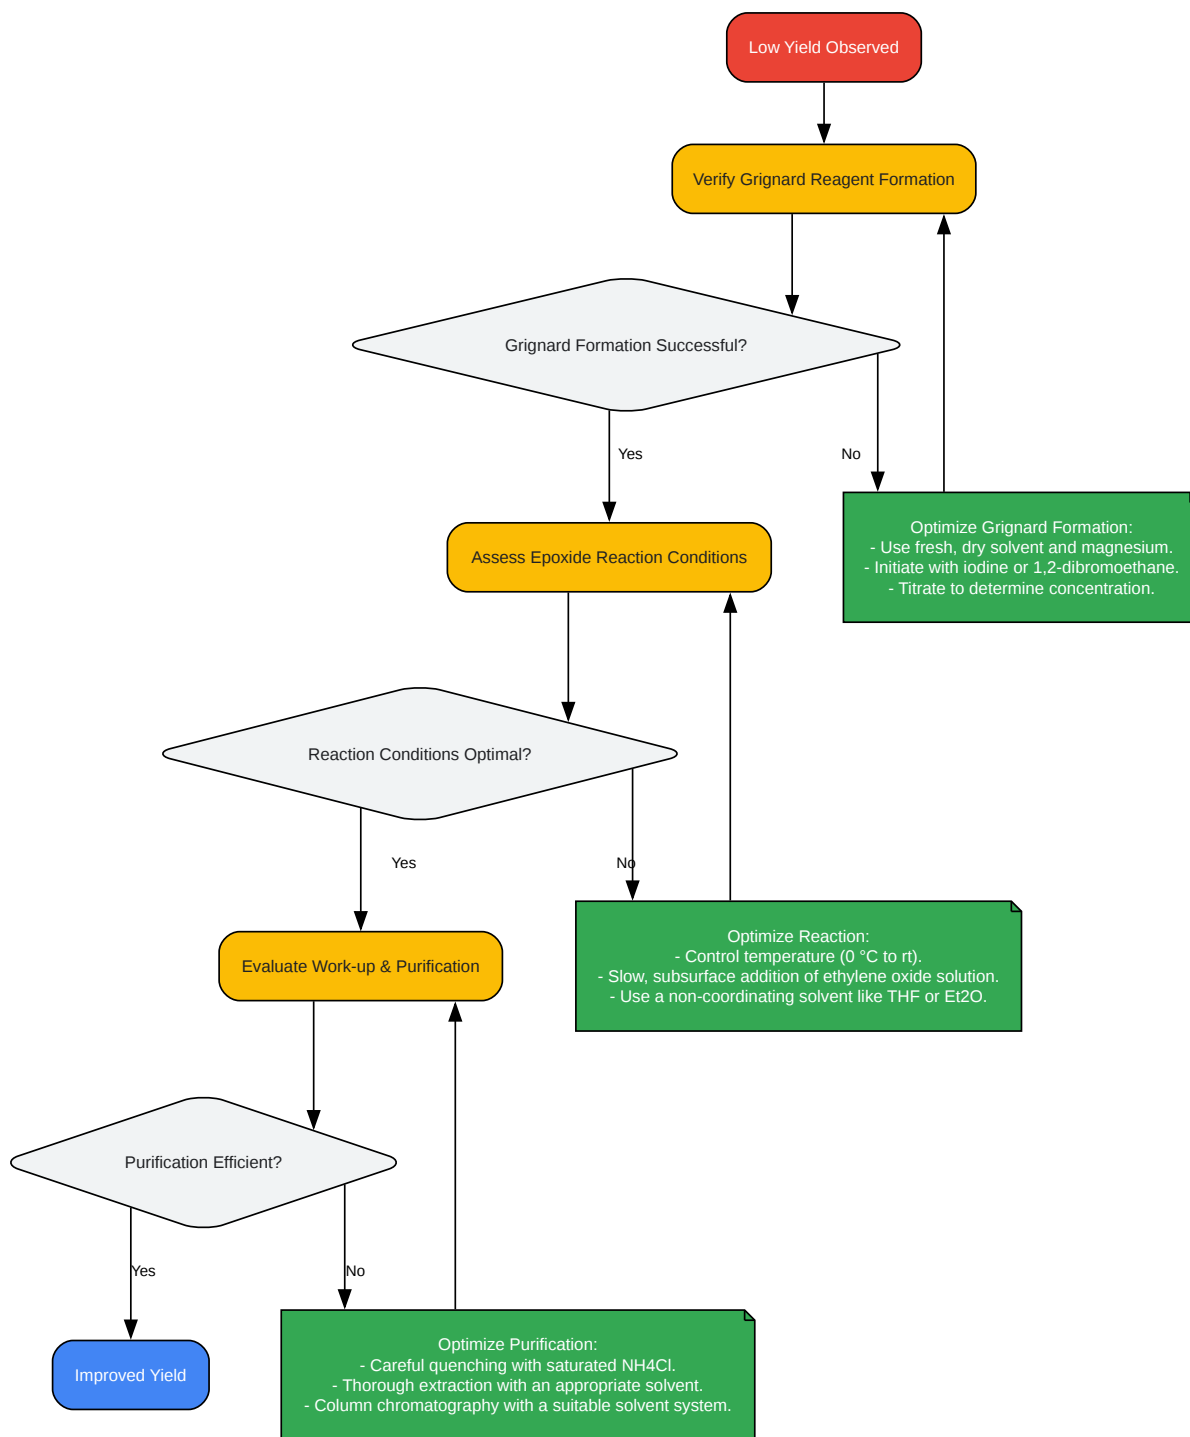 Low Yield Observed
Verify Grignard Reagent Formation
Grignard Formation Successful?
Yes
No
Optimize Grignard Formation:
- Use fresh, dry solvent and magnesium.
- Initiate with iodine or 1,2-dibromoethane.
- Titrate to determine concentration.
Assess Epoxide Reaction Conditions
Reaction Conditions Optimal?
Yes
No
Optimize Reaction:
- Control temperature (0 °C to rt).
- Slow, subsurface addition of ethylene oxide solution.
- Use a non-coordinating solvent like THF or Et2O.
Evaluate Work-up & Purification
Purification Efficient?
Yes
No
Optimize Purification:
- Careful quenching with saturated NH4Cl.
- Thorough extraction with an appropriate solvent.
- Column chromatography with a suitable solvent system.
Improved Yield